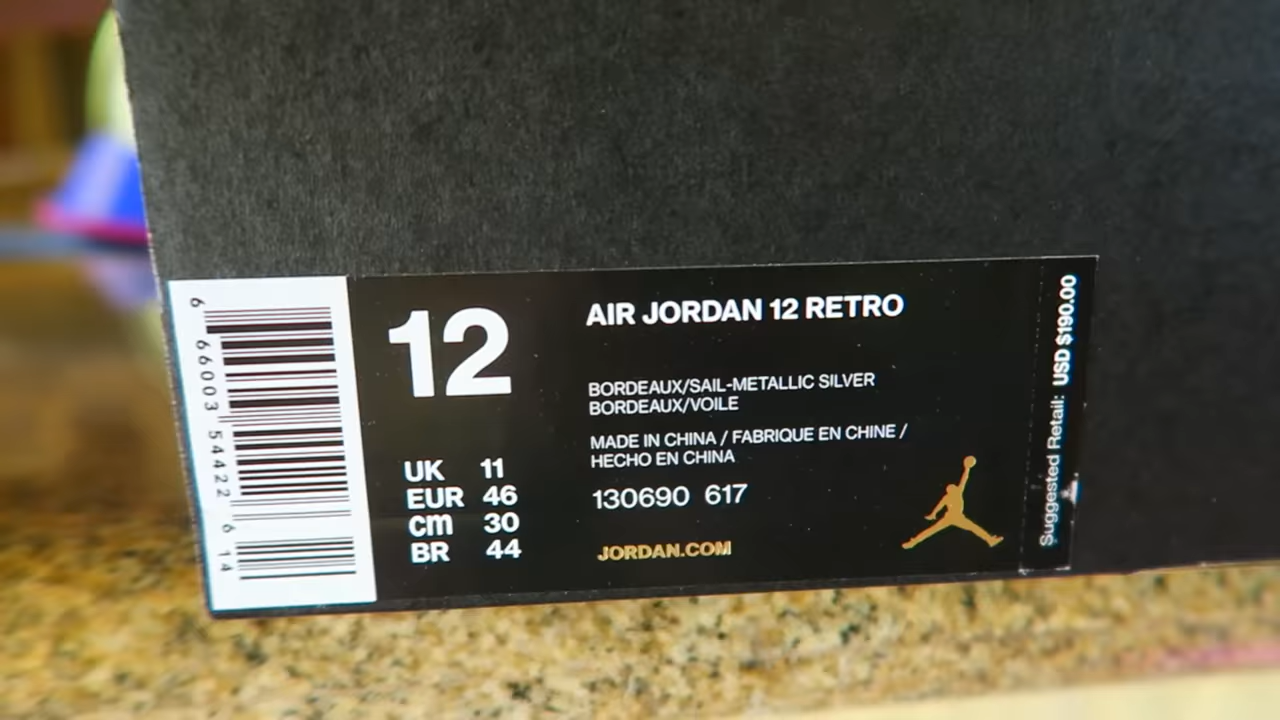 6 66003 54422 6 14
12
UK 11
EUR 46
cm 30
BR 44
AIR JORDAN 12 RETRO
BORDEAUX/SAIL-METALLIC SILVER
BORDEAUX/VOILE
MADE IN CHINA / FABRIQUE EN CHINE /
HECHO EN CHINA
130690 617
JORDAN.COM
Suggested Retail: USD $190.00